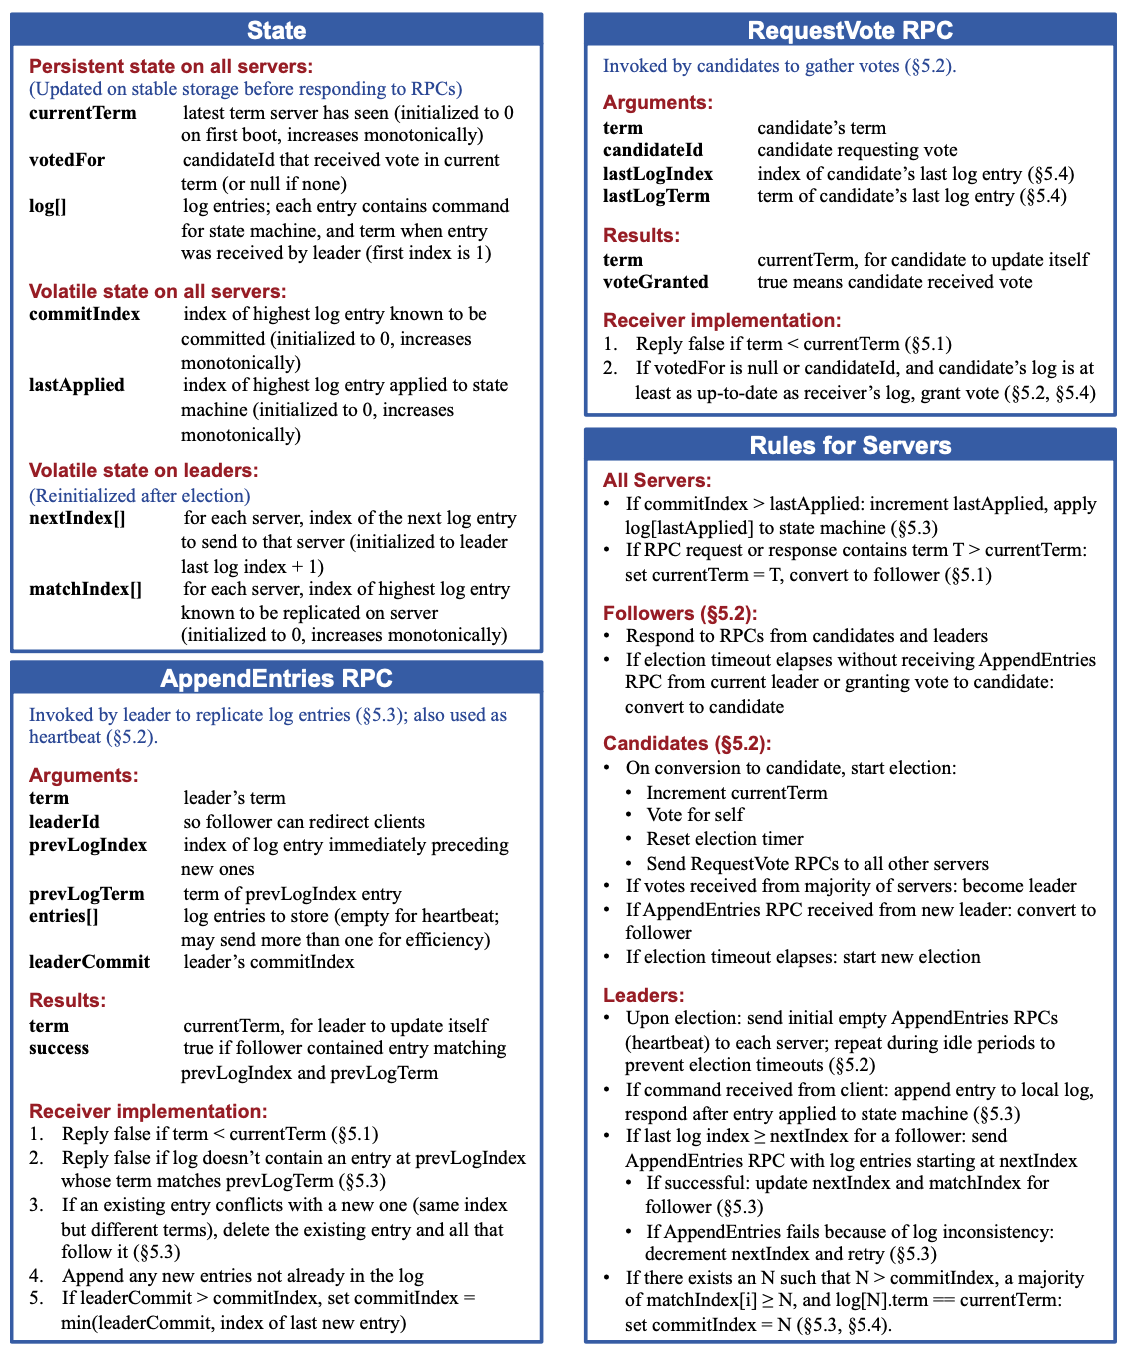 State
Persistent state on all servers:
(Updated on stable storage before responding to RPCs)
currentTerm latest term server has seen (initialized to 0
on first boot, increases monotonically)
votedFor candidateId that received vote in current
term (or null if none)
log[] log entries; each entry contains command
for state machine, and term when entry
was received by leader (first index is 1)
Volatile state on all servers:
commitIndex index of highest log entry known to be
committed (initialized to 0, increases
monotonically)
lastApplied index of highest log entry applied to state
machine (initialized to 0, increases
monotonically)
Volatile state on leaders:
(Reinitialized after election)
nextIndex[] for each server, index of the next log entry
to send to that server (initialized to leader
last log index + 1)
matchIndex[] for each server, index of highest log entry
known to be replicated on server
(initialized to 0, increases monotonically)
AppendEntries RPC
Invoked by leader to replicate log entries (§5.3); also used as
heartbeat (§5.2).
Arguments:
term leader's term
leaderId so follower can redirect clients
prevLogIndex index of log entry immediately preceding
new ones
prevLogTerm term of prevLogIndex entry
entries[] log entries to store (empty for heartbeat;
may send more than one for efficiency)
leaderCommit leader's commitIndex
Results:
term currentTerm, for leader to update itself
success true if follower contained entry matching
prevLogIndex and prevLogTerm
Receiver implementation:
1. Reply false if term < currentTerm (§5.1)
2. Reply false if log doesn't contain an entry at prevLogIndex
whose term matches prevLogTerm (§5.3)
3. If an existing entry conflicts with a new one (same index
but different terms), delete the existing entry and all that
follow it (§5.3)
4. Append any new entries not already in the log
5. If leaderCommit > commitIndex, set commitIndex =
min(leaderCommit, index of last new entry)
RequestVote RPC
Invoked by candidates to gather votes (§5.2).
Arguments:
term candidate's term
candidateId candidate requesting vote
lastLogIndex index of candidate's last log entry (§5.4)
lastLogTerm term of candidate's last log entry (§5.4)
Results:
term currentTerm, for candidate to update itself
voteGranted true means candidate received vote
Receiver implementation:
1. Reply false if term < currentTerm (§5.1)
2. If votedFor is null or candidateId, and candidate's log is at
least as up-to-date as receiver's log, grant vote (§5.2, §5.4)
Rules for Servers
All Servers:
• If commitIndex > lastApplied: increment lastApplied, apply
log[lastApplied] to state machine (§5.3)
• If RPC request or response contains term T > currentTerm:
set currentTerm = T, convert to follower (§5.1)
Followers (§5.2):
• Respond to RPCs from candidates and leaders
• If election timeout elapses without receiving AppendEntries
RPC from current leader or granting vote to candidate:
convert to candidate
Candidates (§5.2):
• On conversion to candidate, start election:
• Increment currentTerm
• Vote for self
• Reset election timer
• Send RequestVote RPCs to all other servers
• If votes received from majority of servers: become leader
• If AppendEntries RPC received from new leader: convert to
follower
• If election timeout elapses: start new election
Leaders:
• Upon election: send initial empty AppendEntries RPCs
(heartbeat) to each server; repeat during idle periods to
prevent election timeouts (§5.2)
• If command received from client: append entry to local log,
respond after entry applied to state machine (§5.3)
• If last log index ≥ nextIndex for a follower: send
AppendEntries RPC with log entries starting at nextIndex
• If successful: update nextIndex and matchIndex for
follower (§5.3)
• If AppendEntries fails because of log inconsistency:
decrement nextIndex and retry (§5.3)
• If there exists an N such that N > commitIndex, a majority
of matchIndex[i] ≥ N, and log[N].term == currentTerm:
set commitIndex = N (§5.3, §5.4).